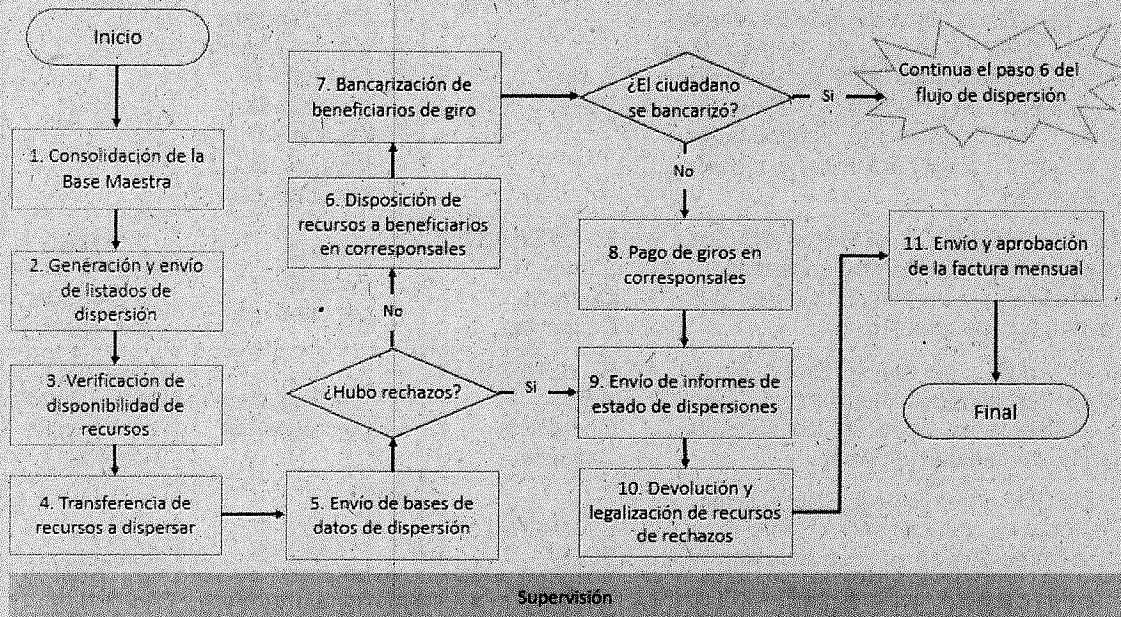 Inicio
1. Consolidación de la
Base Maestra
2. Generación y envío
de listados de
dispersión
3. Verificación de
disponibilidad de
recursos
4. Transferencia de
recursos a dispersar
5. Envío de bases de
datos de dispersión
¿Hubo rechazos?
No
Si
6. Disposición de
recursos a beneficiarios
en corresponsales
7. Bancarización de
beneficiarios de giro
¿El ciudadano
se bancarizó?
Si
Continua el paso 6 del
flujo de dispersión
No
8. Pago de giros en
corresponsales
9. Envío de informes de
estado de dispersiones
10. Devolución y
legalización de recursos
de rechazos
11. Envío y aprobación
de la factura mensual
Final
Supervisión